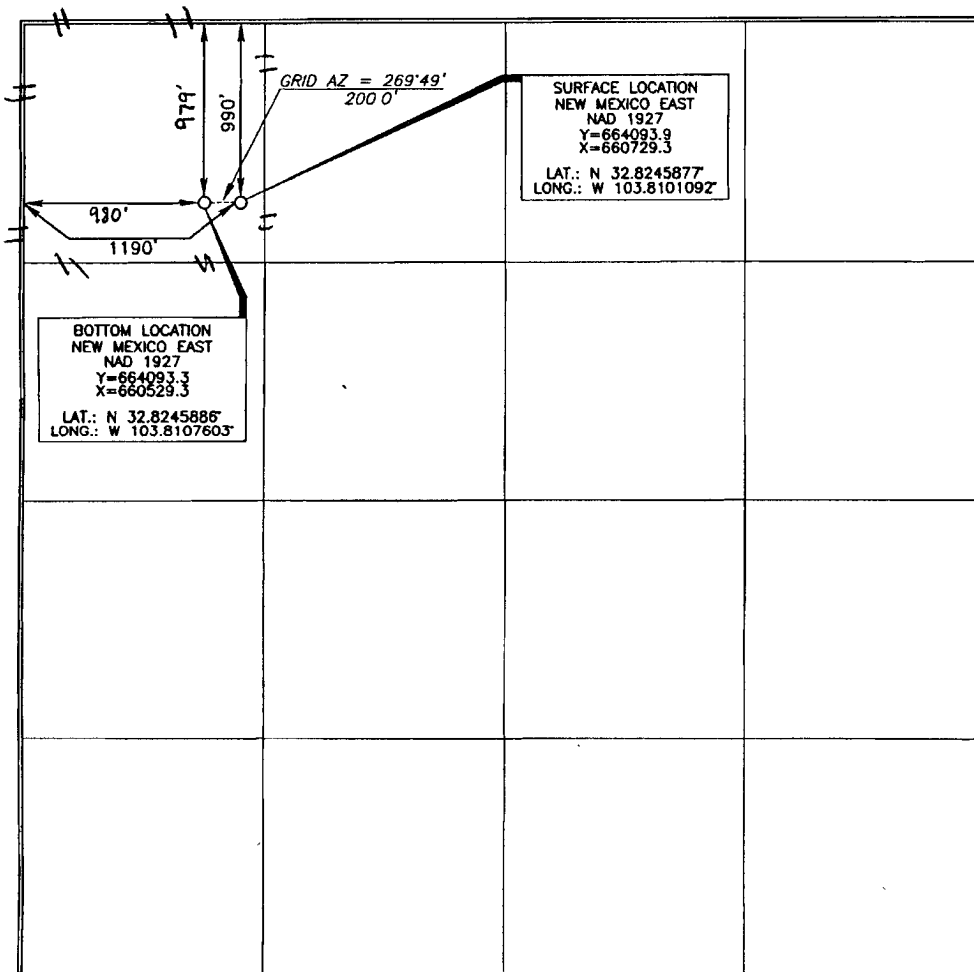 979'
990'
GRID AZ = 269°49'
200 0'
SURFACE LOCATION
NEW MEXICO EAST
NAD 1927
Y=664093.9
X=660729.3
LAT.: N 32.8245877°
LONG.: W 103.8101092°
980'
1190'
BOTTOM LOCATION
NEW MEXICO EAST
NAD 1927
Y=664093.3
X=660529.3
LAT.: N 32.8245886°
LONG.: W 103.8107603°